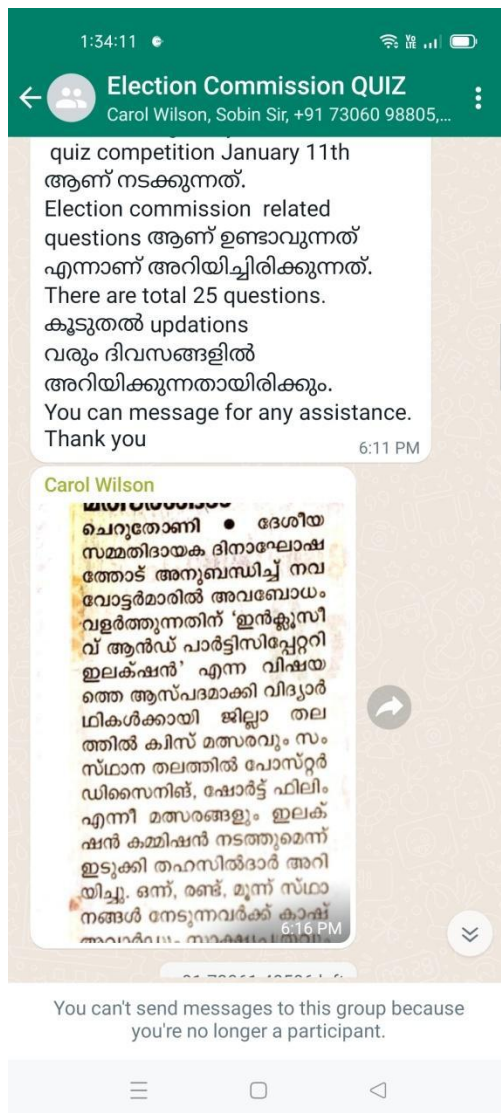 1:34:11
Election Commission QUIZ
Carol Wilson, Sobin Sir, +91 73060 98805,...
quiz competition January 11th
ആണ് നടക്കുന്നത്.
Election commission related
questions ആണ് ഉണ്ടാവുന്നത്
എന്നാണ് അറിയിച്ചിരിക്കുന്നത്.
There are total 25 questions.
കൂടുതൽ updations
വരും ദിവസങ്ങളിൽ
അറിയിക്കുന്നതായിരിക്കും.
You can message for any assistance.
Thank you
6:11 PM
Carol Wilson
ചെറുതോണി ● ദേശീയ
സമ്മതിദായക ദിനാഘോഷ
ത്തോട് അനുബന്ധിച്ച് നവ
വോട്ടർമാരിൽ അവബോധം
വളർത്തുന്നതിന് ‘ഇൻക്ലൂസീ
വ് ആൻഡ് പാർട്ടിസിപ്പേറ്ററി
ഇലക്‌ഷൻ’ എന്ന വിഷയ
ത്തെ ആസ്പദമാക്കി വിദ്യാർ
ഥികൾക്കായി ജില്ലാ തല
ത്തിൽ ക്വിസ് മത്സരവും സം
സ്ഥാന തലത്തിൽ പോസ്റ്റർ
ഡിസൈനിങ്, ഷോർട്ട് ഫിലിം
എന്നീ മത്സരങ്ങളും ഇലക്
ഷൻ കമ്മിഷൻ നടത്തുമെന്ന്
ഇടുക്കി തഹസിൽദാർ അറി
യിച്ചു. ഒന്ന്, രണ്ട്, മൂന്ന് സ്ഥാ
നങ്ങൾ നേടുന്നവർക്ക് കാഷ്
6:16 PM
You can't send messages to this group because
you're no longer a participant.